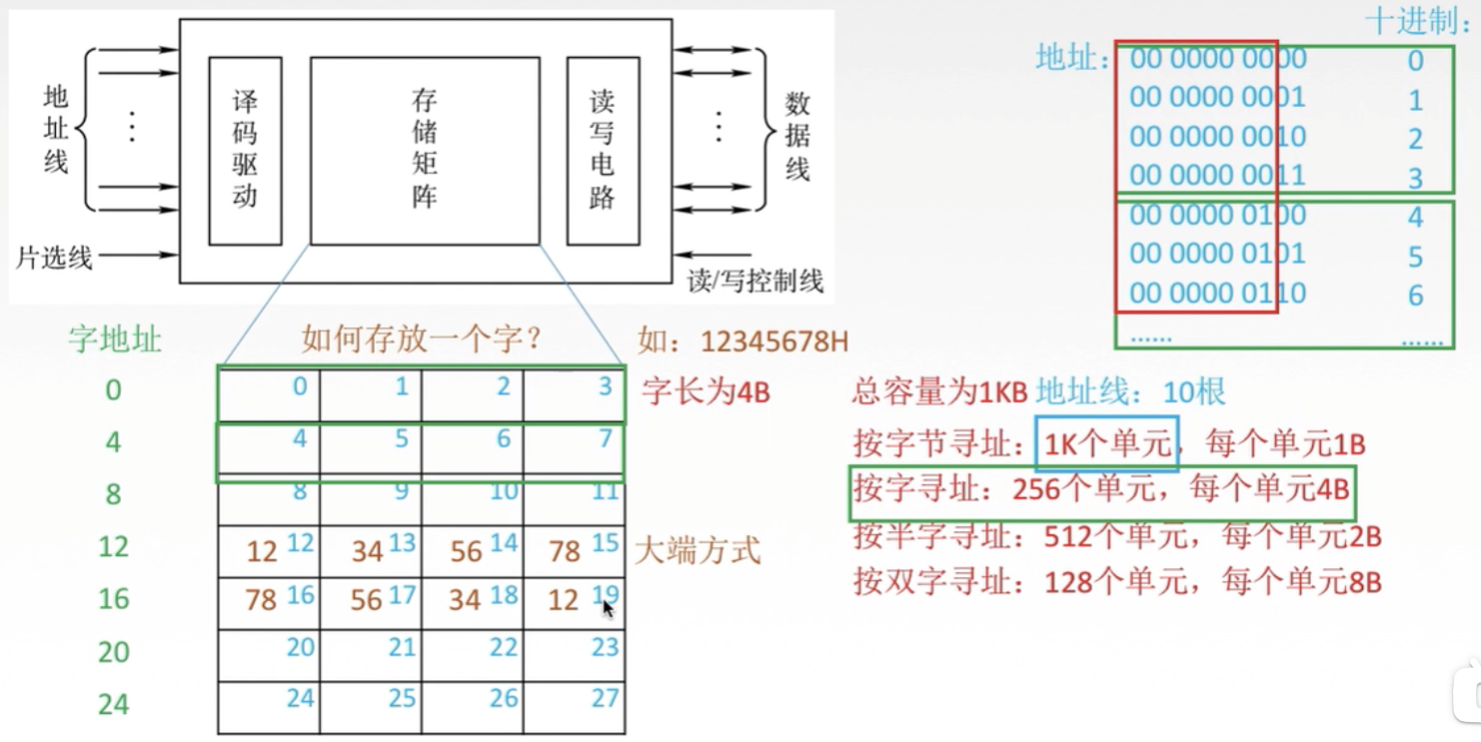 地址线
译码驱动
存储矩阵
读写电路
数据线
⋮
⋮
片选线
读/写控制线
十进制：
地址：
00 0000 0000 0
00 0000 0001 1
00 0000 0010 2
00 0000 0011 3
00 0000 0100 4
00 0000 0101 5
00 0000 0110 6
…… ……
字地址 如何存放一个字？ 如：12345678H
0 0 1 2 3 字长为4B
4 4 5 6 7
8 8 9 10 11
12 12 12 34 13 56 14 78 15 大端方式
16 78 16 56 17 34 18 12 19
20 20 21 22 23
24 24 25 26 27
总容量为1KB 地址线：10根
按字节寻址：1K个单元，每个单元1B
按字寻址：256个单元，每个单元4B
按半字寻址：512个单元，每个单元2B
按双字寻址：128个单元，每个单元8B